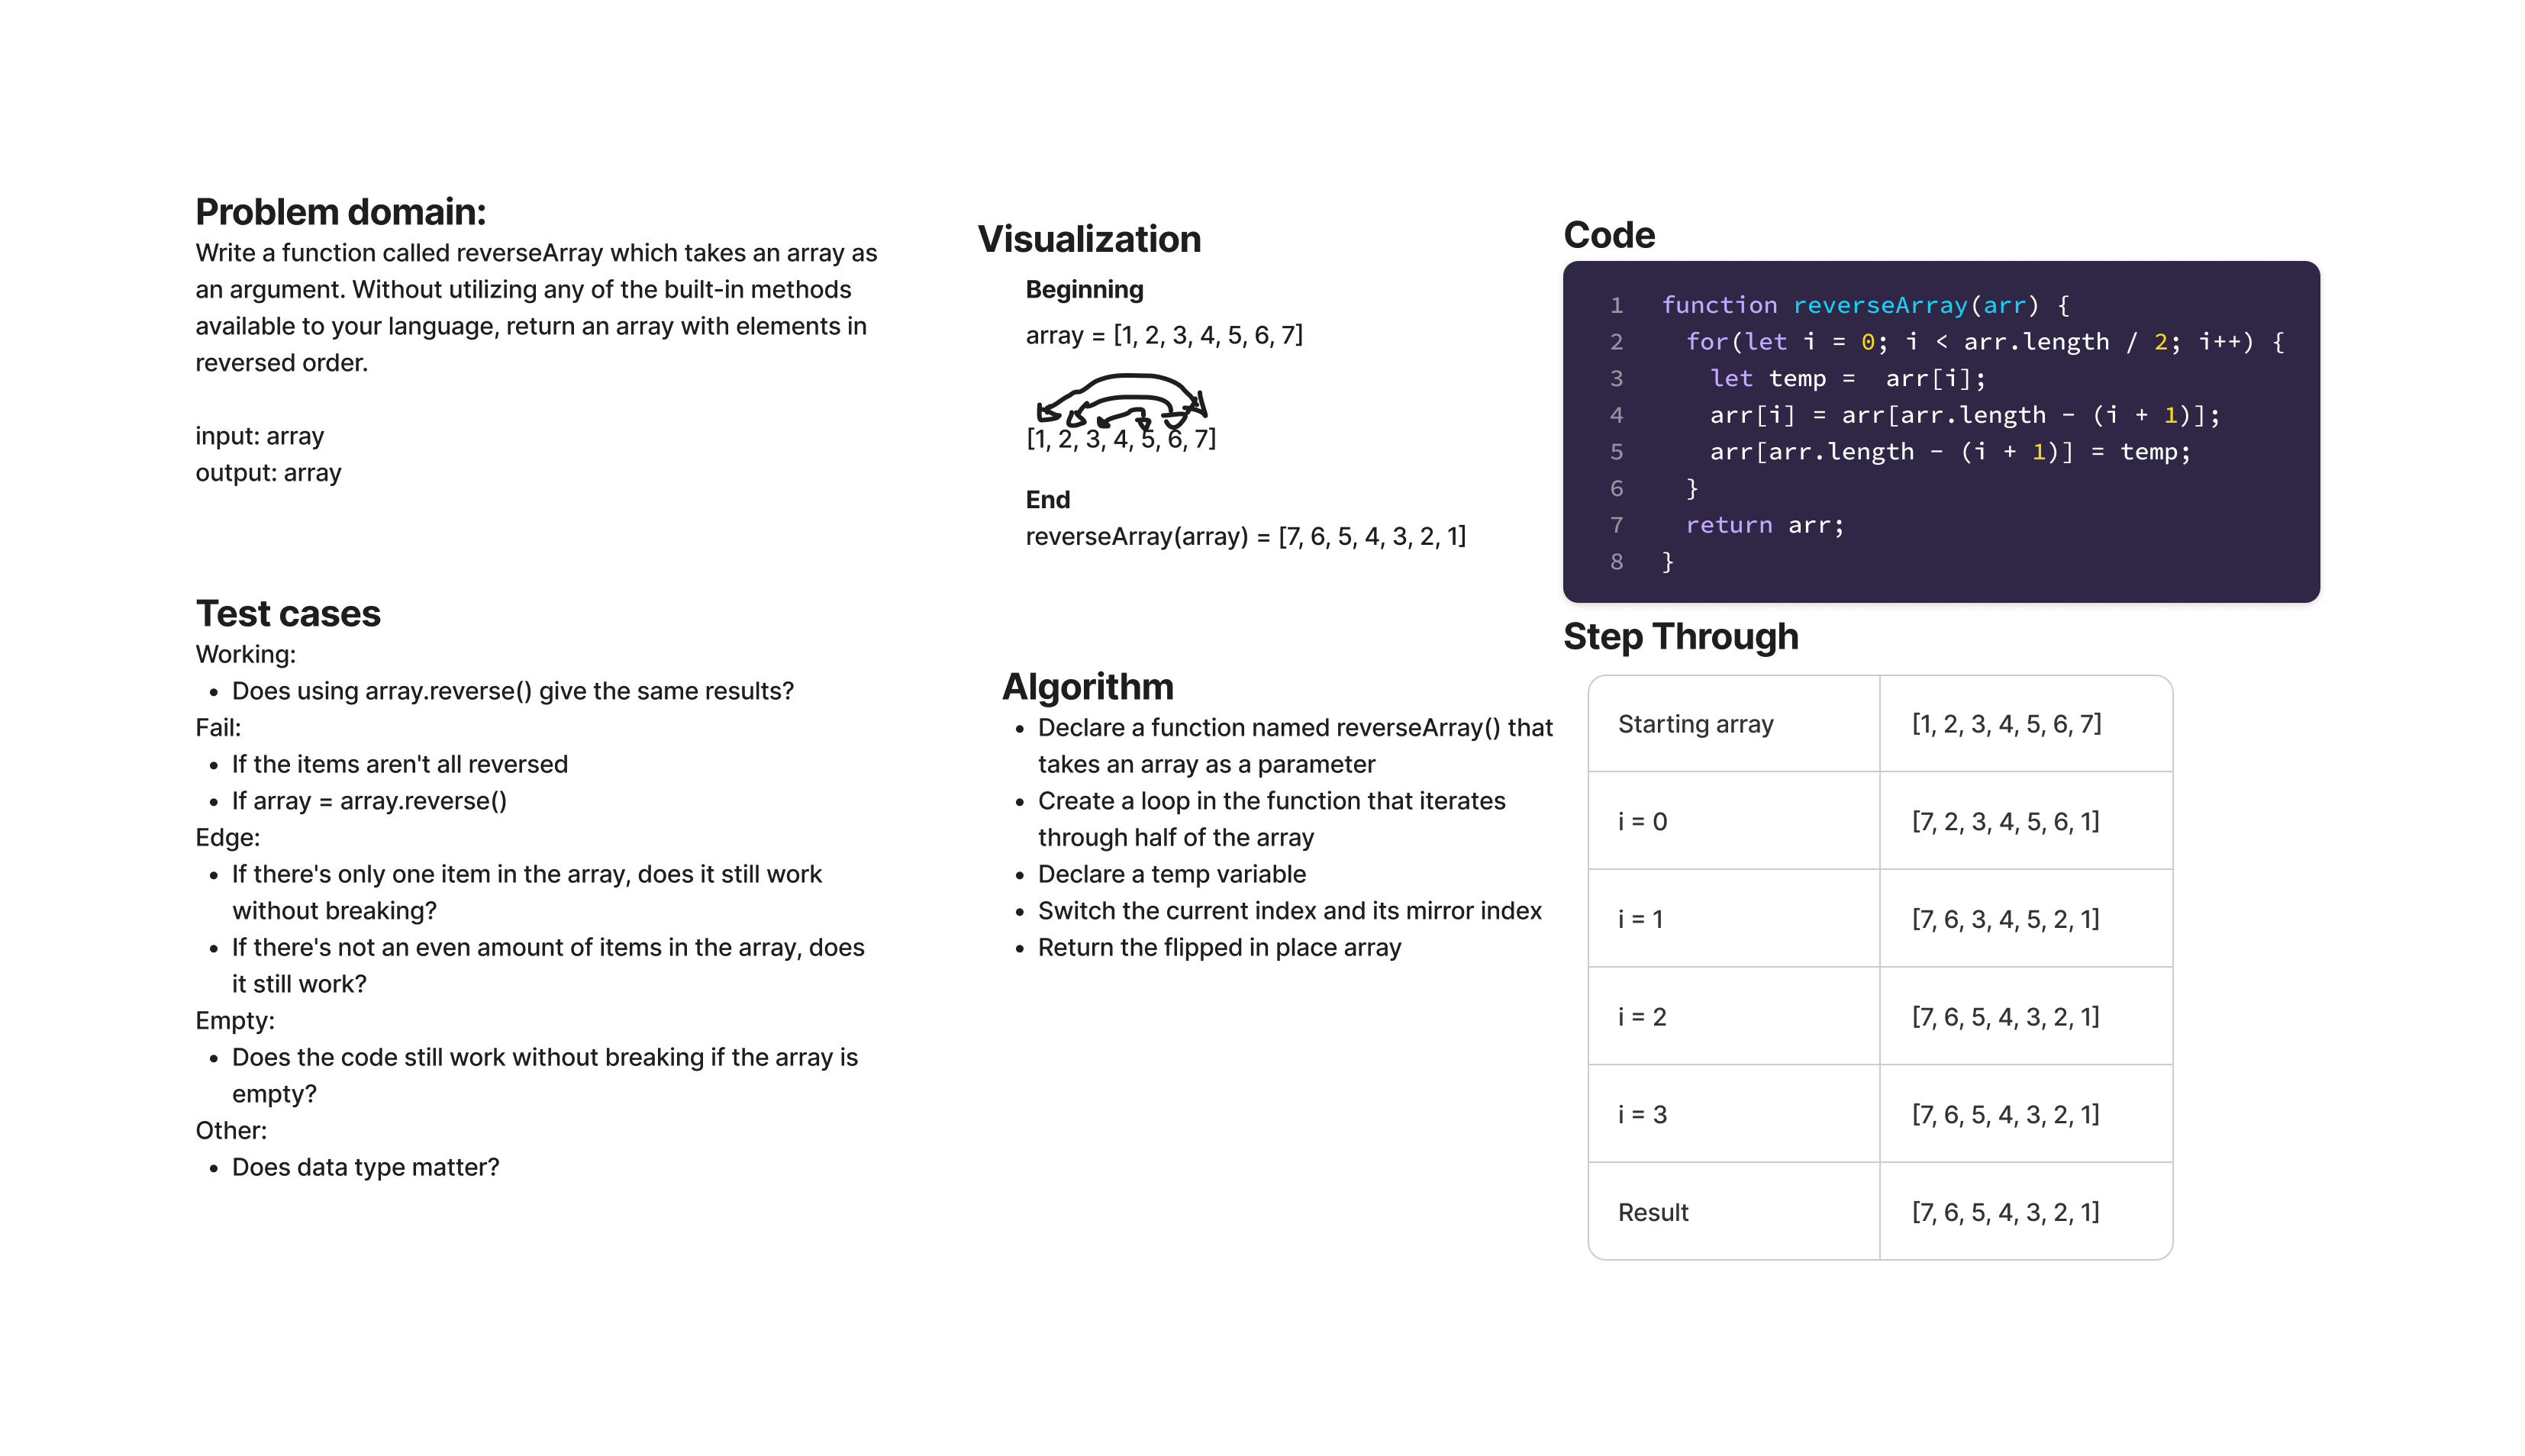 Problem domain:
Write a function called reverseArray which takes an array as
an argument. Without utilizing any of the built-in methods
available to your language, return an array with elements in
reversed order.
input: array
output: array
Test cases
Working:
• Does using array.reverse() give the same results?
Fail:
• If the items aren't all reversed
• If array = array.reverse()
Edge:
• If there's only one item in the array, does it still work
without breaking?
• If there's not an even amount of items in the array, does
it still work?
Empty:
• Does the code still work without breaking if the array is
empty?
Other:
• Does data type matter?
Visualization
Beginning
array = [1, 2, 3, 4, 5, 6, 7]
[1, 2, 3, 4, 5, 6, 7]
End
reverseArray(array) = [7, 6, 5, 4, 3, 2, 1]
Algorithm
• Declare a function named reverseArray() that
takes an array as a parameter
• Create a loop in the function that iterates
through half of the array
• Declare a temp variable
• Switch the current index and its mirror index
• Return the flipped in place array
Code
1 function reverseArray(arr) {
2   for(let i = 0; i < arr.length / 2; i++) {
3     let temp =  arr[i];
4     arr[i] = arr[arr.length - (i + 1)];
5     arr[arr.length - (i + 1)] = temp;
6   }
7   return arr;
8 }
Step Through
Starting array [1, 2, 3, 4, 5, 6, 7]
i = 0 [7, 2, 3, 4, 5, 6, 1]
i = 1 [7, 6, 3, 4, 5, 2, 1]
i = 2 [7, 6, 5, 4, 3, 2, 1]
i = 3 [7, 6, 5, 4, 3, 2, 1]
Result [7, 6, 5, 4, 3, 2, 1]